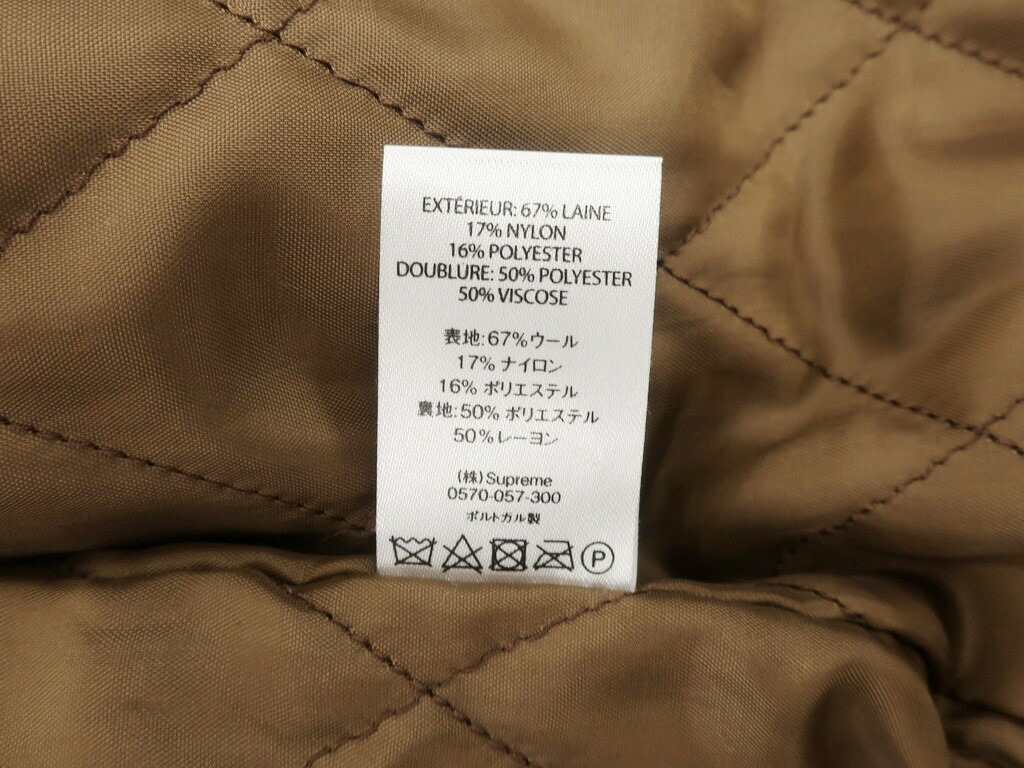 EXTÉRIEUR: 67% LAINE
17% NYLON
16% POLYESTER
DOUBLURE: 50% POLYESTER
50% VISCOSE
表地:67%ウール
17% ナイロン
16% ポリエステル
裏地:50% ポリエステル
50%レーヨン
(株)Supreme
0570-057-300
ポルトガル製
P